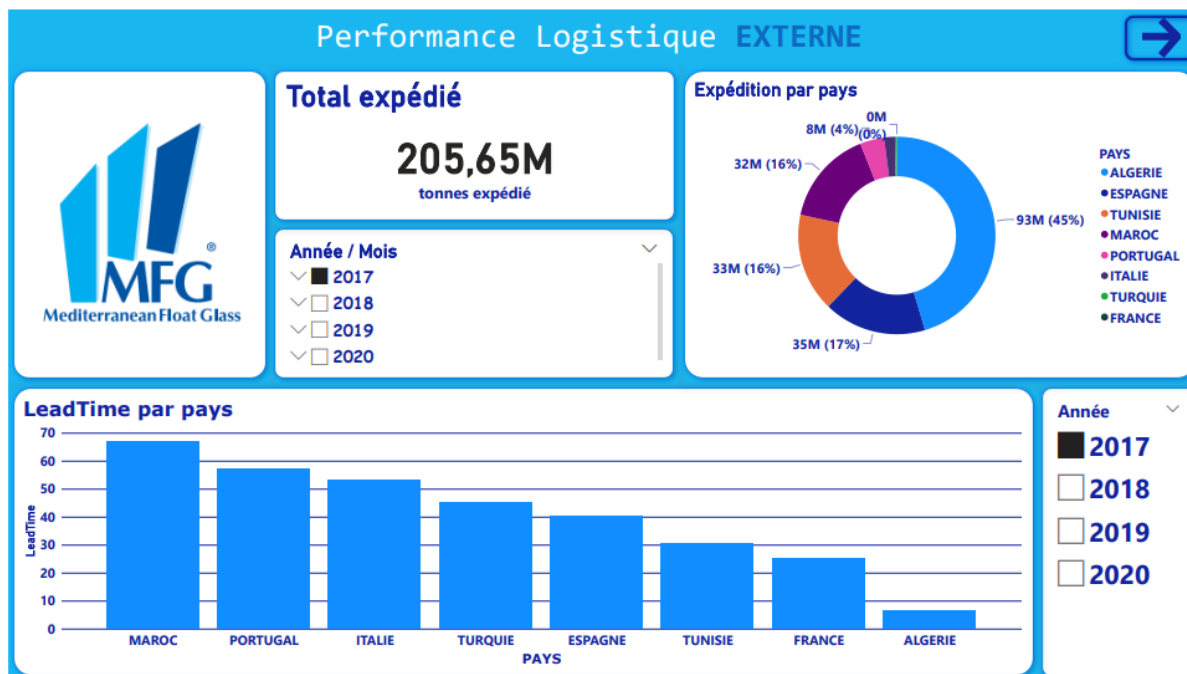 Performance Logistique EXTERNE
MFG®
Mediterranean Float Glass
Total expédié
205,65M
tonnes expédié
Année / Mois
2017
2018
2019
2020
Expédition par pays
0M
(0%)
8M (4%)
32M (16%)
33M (16%)
35M (17%)
93M (45%)
PAYS
ALGERIE
ESPAGNE
TUNISIE
MAROC
PORTUGAL
ITALIE
TURQUIE
FRANCE
LeadTime par pays
LeadTime
70
60
50
40
30
20
10
0
MAROC PORTUGAL ITALIE TURQUIE ESPAGNE TUNISIE FRANCE ALGERIE
PAYS
Année
2017
2018
2019
2020